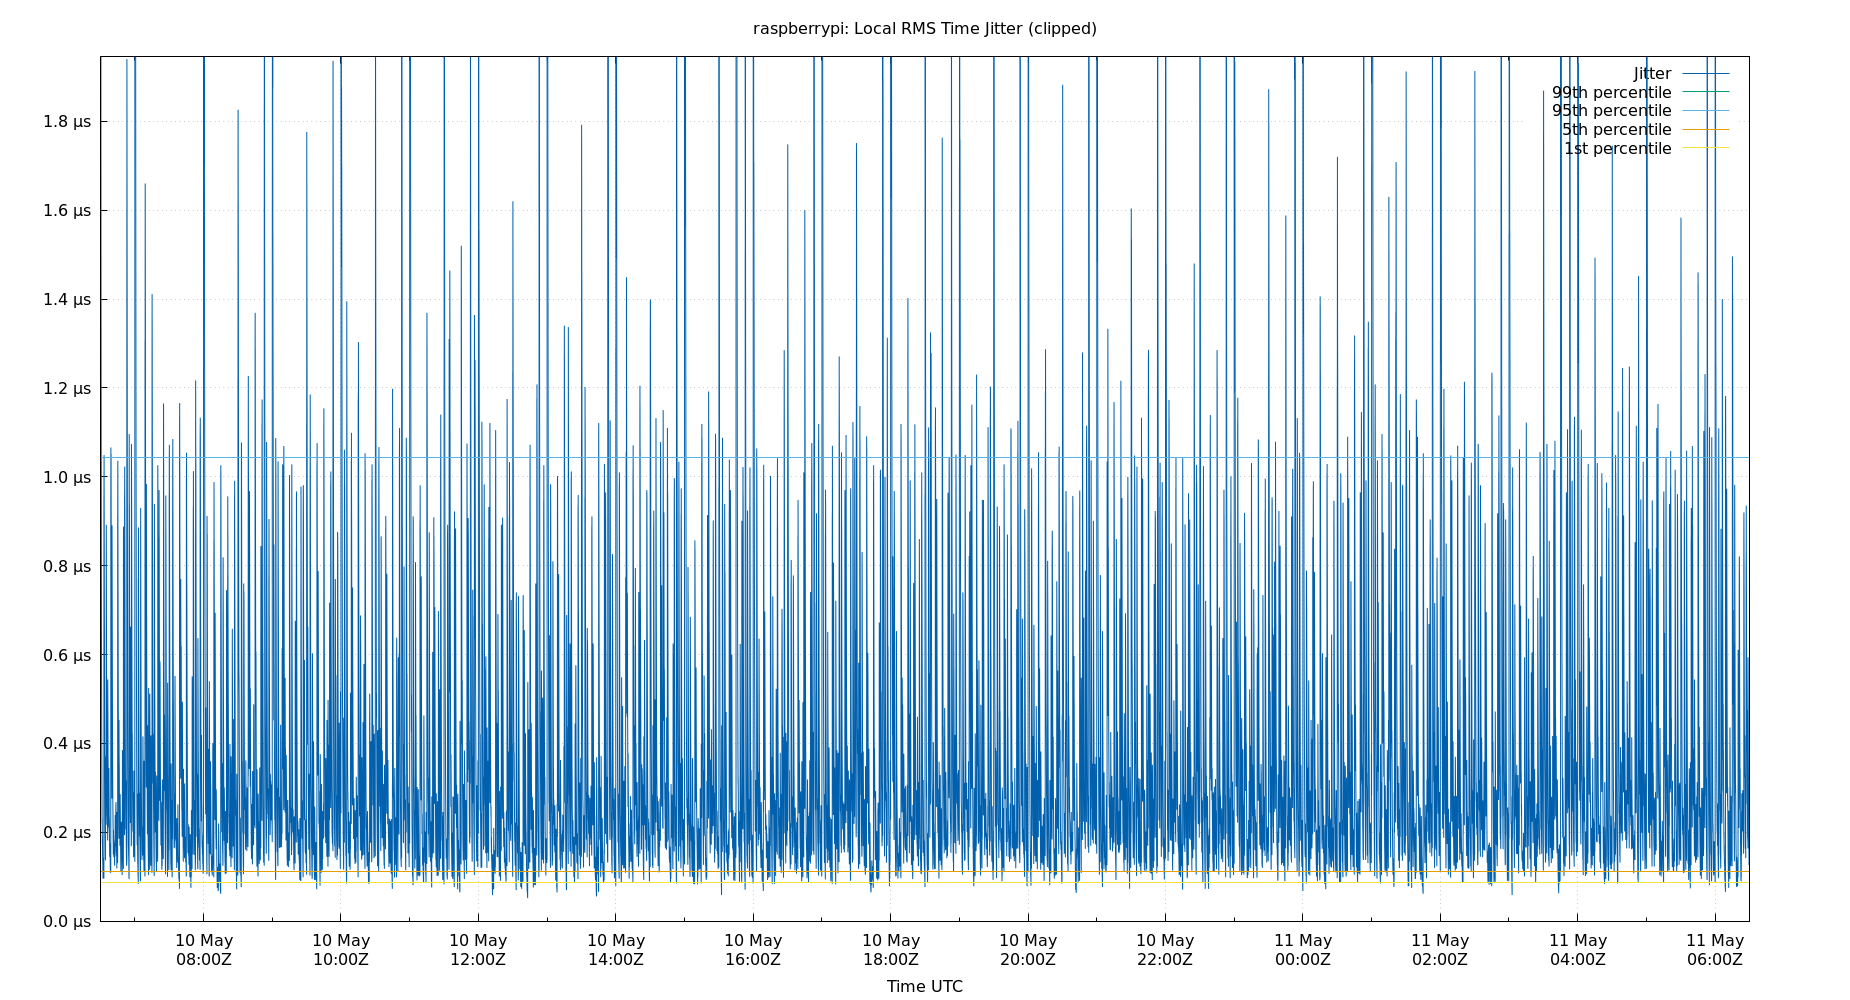 raspberrypi: Local RMS Time Jitter (clipped)
Jitter
99th percentile
95th percentile
5th percentile
1st percentile
1.8 µs
1.6 µs
1.4 µs
1.2 µs
1.0 µs
0.8 µs
0.6 µs
0.4 µs
0.2 µs
0.0 µs
10 May 10 May 10 May 10 May 10 May 10 May 10 May 10 May 11 May 11 May 11 May 11 May
08:00Z 10:00Z 12:00Z 14:00Z 16:00Z 18:00Z 20:00Z 22:00Z 00:00Z 02:00Z 04:00Z 06:00Z
Time UTC